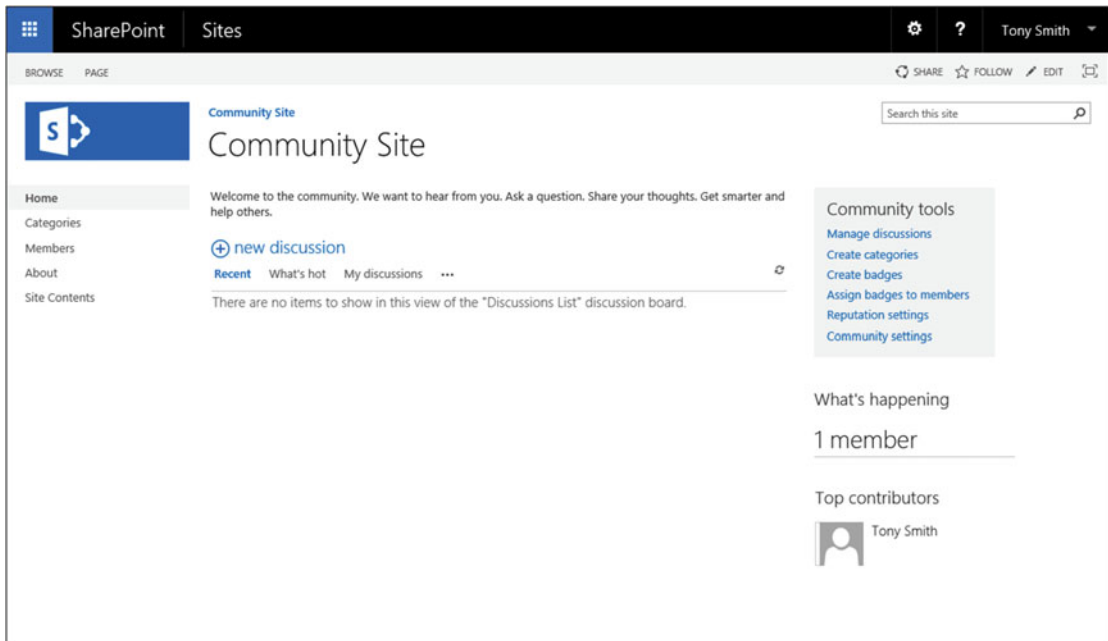 SharePoint Sites ? Tony Smith
BROWSE PAGE SHARE FOLLOW EDIT
S
Community Site
Community Site
Search this site
Home
Categories
Members
About
Site Contents
Welcome to the community. We want to hear from you. Ask a question. Share your thoughts. Get smarter and
help others.
new discussion
Recent What's hot My discussions ...
There are no items to show in this view of the "Discussions List" discussion board.
Community tools
Manage discussions
Create categories
Create badges
Assign badges to members
Reputation settings
Community settings
What's happening
1 member
Top contributors
Tony Smith